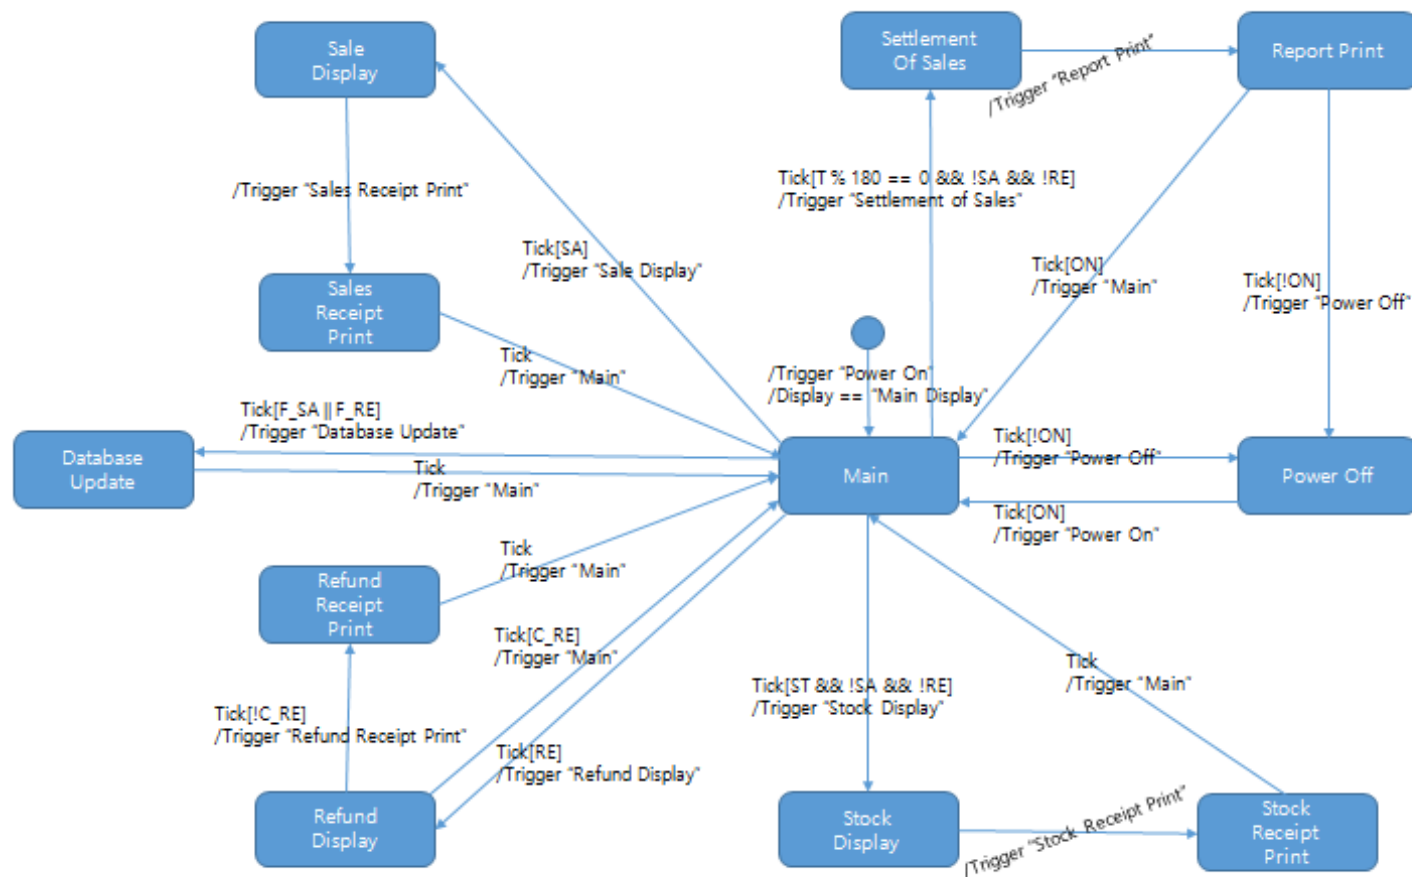 Sale
Display
Settlement
Of Sales
Report Print
/Trigger “Report Print”
/Trigger “Sales Receipt Print”
Tick[T % 180 == 0 && !SA && !RE]
/Trigger “Settlement of Sales”
Tick[SA]
/Trigger “Sale Display”
Tick[ON]
/Trigger “Main”
Tick[!ON]
/Trigger “Power Off”
Sales
Receipt
Print
Tick
/Trigger “Main”
/Trigger “Power On”
/Display == “Main Display”
Tick[F_SA || F_RE]
/Trigger “Database Update”
Database
Update
Tick
/Trigger “Main”
Main
Tick[!ON]
/Trigger “Power Off”
Power Off
Tick[ON]
/Trigger “Power On”
Tick
/Trigger “Main”
Refund
Receipt
Print
Tick[C_RE]
/Trigger “Main”
Tick
/Trigger “Main”
Tick[ST && !SA && !RE]
/Trigger “Stock Display”
Tick[!C_RE]
/Trigger “Refund Receipt Print”
Tick[RE]
/Trigger “Refund Display”
Refund
Display
Stock
Display
/Trigger “Stock Receipt Print”
Stock
Receipt
Print